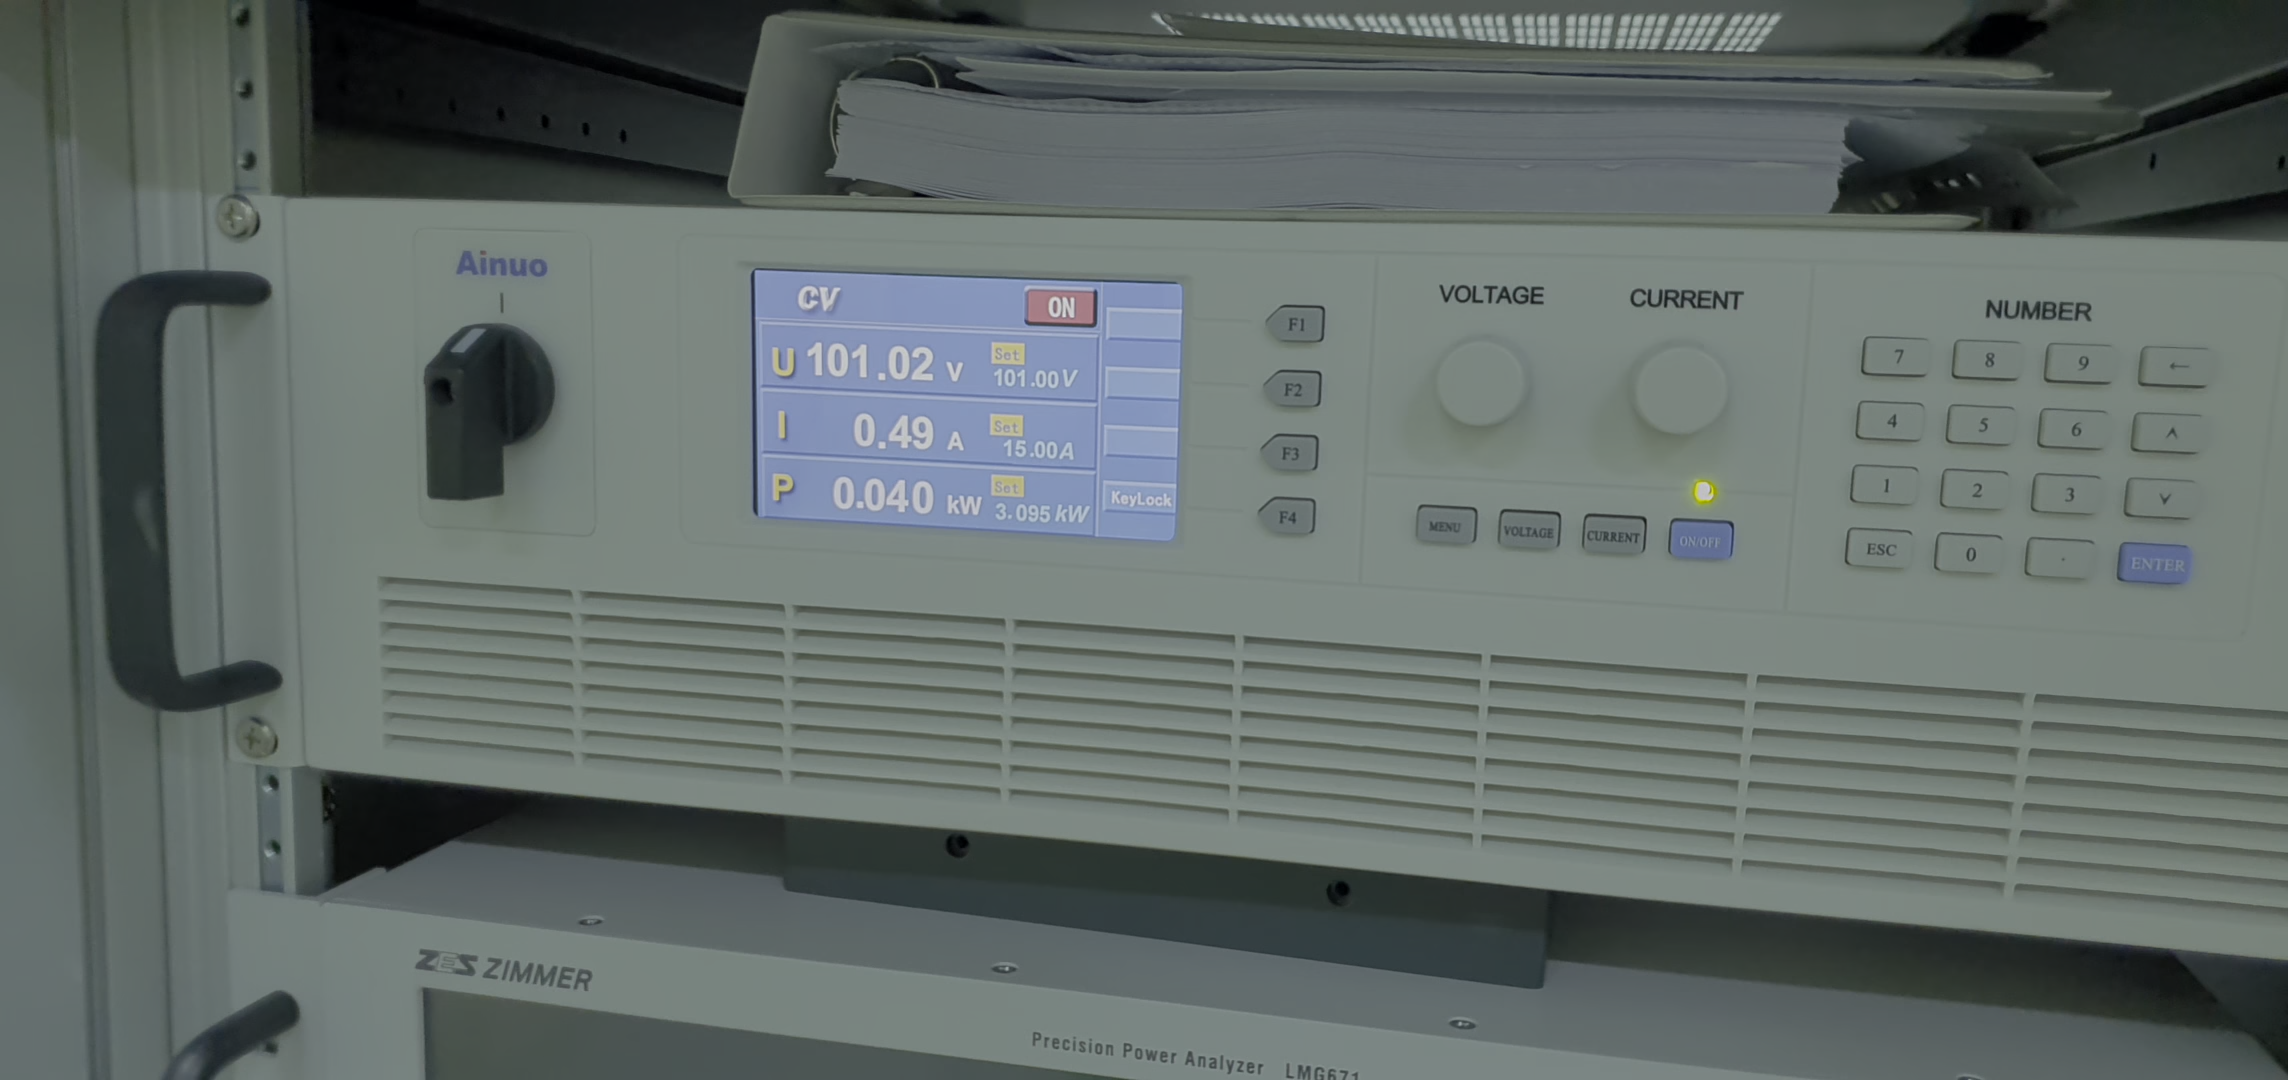 Ainuo
CV ON
U 101.02 V Set 101.00V
I 0.49 A Set 15.00A
P 0.040 kW Set 3.095kW
KeyLock
F1
F2
F3
F4
VOLTAGE CURRENT
MENU VOLTAGE CURRENT ON/OFF
NUMBER
7 8 9 ←
4 5 6 ∧
1 2 3 ∨
ESC 0 . ENTER
ZES ZIMMER
Precision Power Analyzer LMG671